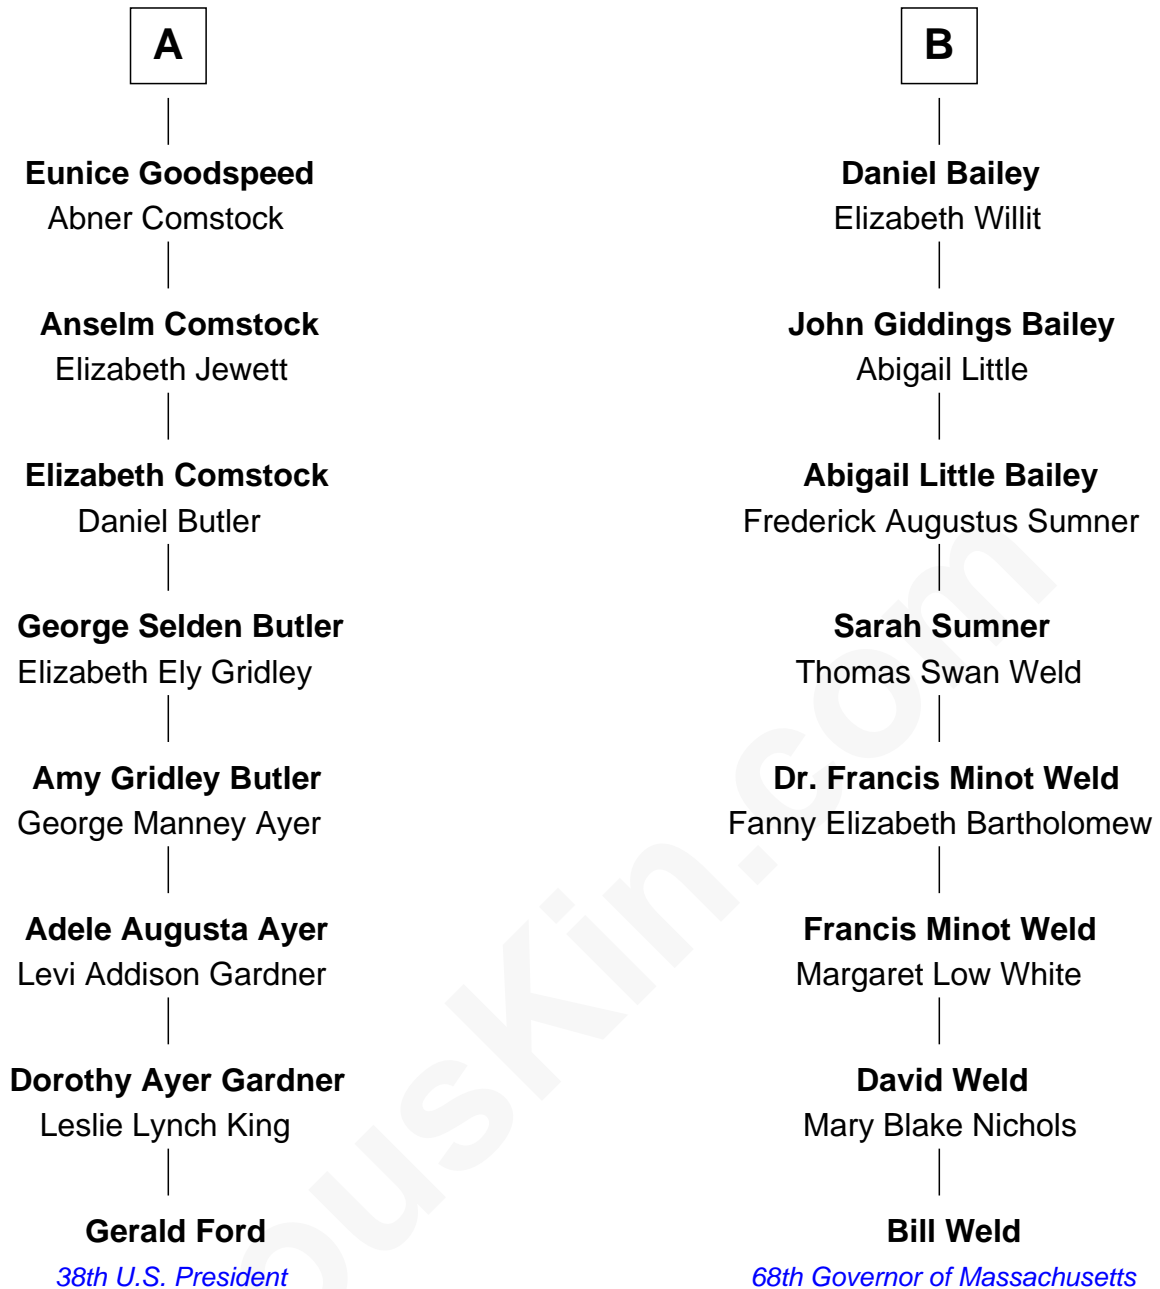 A
Eunice Goodspeed
Abner Comstock
Anselm Comstock
Elizabeth Jewett
Elizabeth Comstock
Daniel Butler
George Selden Butler
Elizabeth Ely Gridley
Amy Gridley Butler
George Manney Ayer
Adele Augusta Ayer
Levi Addison Gardner
Dorothy Ayer Gardner
Leslie Lynch King
Gerald Ford
38th U.S. President
B
Daniel Bailey
Elizabeth Willit
John Giddings Bailey
Abigail Little
Abigail Little Bailey
Frederick Augustus Sumner
Sarah Sumner
Thomas Swan Weld
Dr. Francis Minot Weld
Fanny Elizabeth Bartholomew
Francis Minot Weld
Margaret Low White
David Weld
Mary Blake Nichols
Bill Weld
68th Governor of Massachusetts
ousKin.com